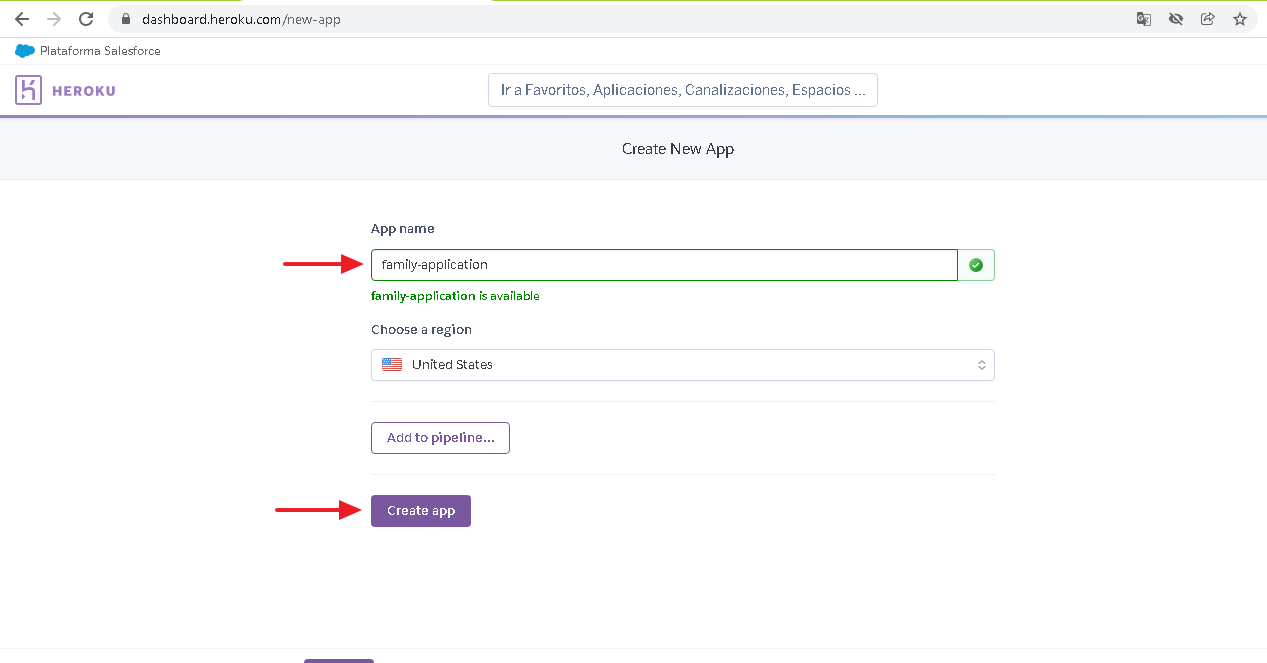 dashboard.heroku.com/new-app
Plataforma Salesforce
HEROKU
Ir a Favoritos, Aplicaciones, Canalizaciones, Espacios ...
Create New App
App name
family-application
family-application is available
Choose a region
United States
Add to pipeline...
Create app